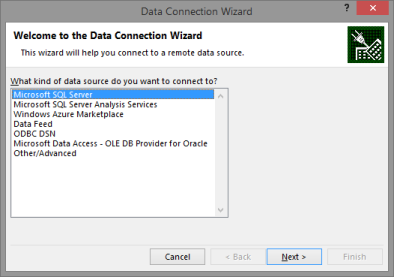 Data Connection Wizard
?
Welcome to the Data Connection Wizard
This wizard will help you connect to a remote data source.
What kind of data source do you want to connect to?
Microsoft SQL Server
Microsoft SQL Server Analysis Services
Windows Azure Marketplace
Data Feed
ODBC DSN
Microsoft Data Access - OLE DB Provider for Oracle
Other/Advanced
Cancel
< Back
Next >
Finish